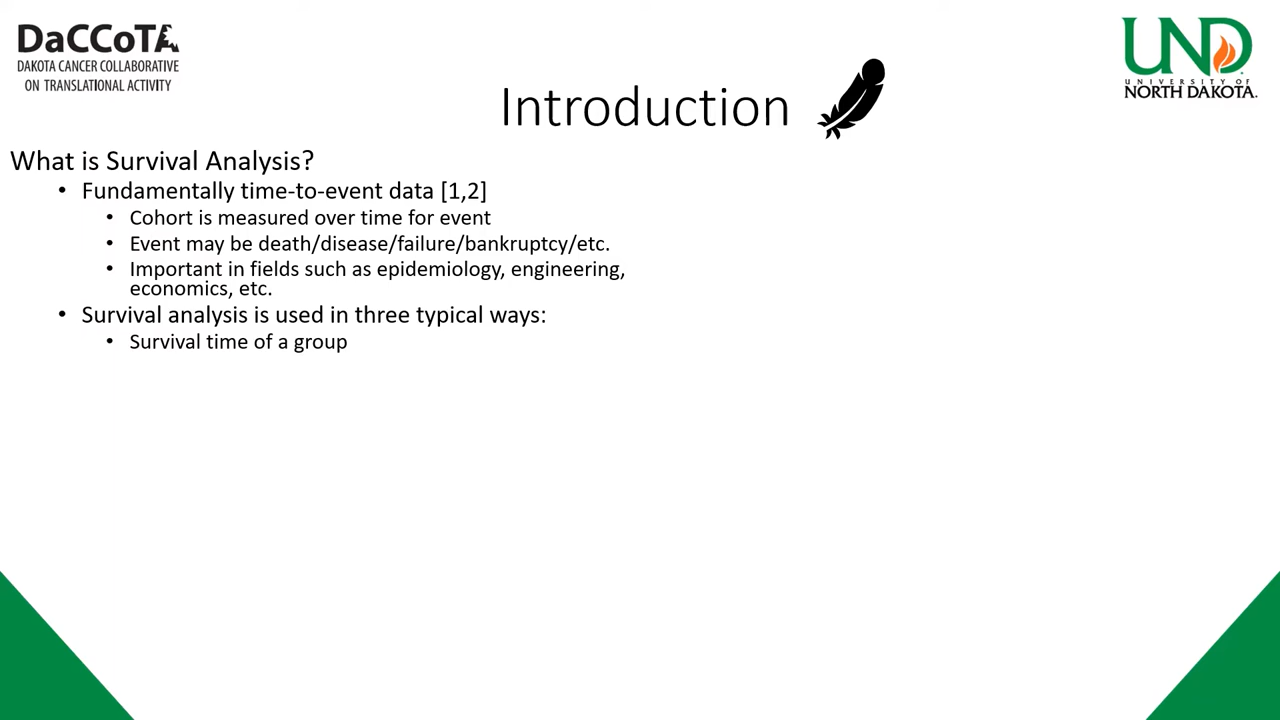 DaCCoTA
DAKOTA CANCER COLLABORATIVE
ON TRANSLATIONAL ACTIVITY
UND
UNIVERSITY OF
NORTH DAKOTA.
Introduction
What is Survival Analysis?
• Fundamentally time-to-event data [1,2]
• Cohort is measured over time for event
• Event may be death/disease/failure/bankruptcy/etc.
• Important in fields such as epidemiology, engineering,
economics, etc.
• Survival analysis is used in three typical ways:
• Survival time of a group